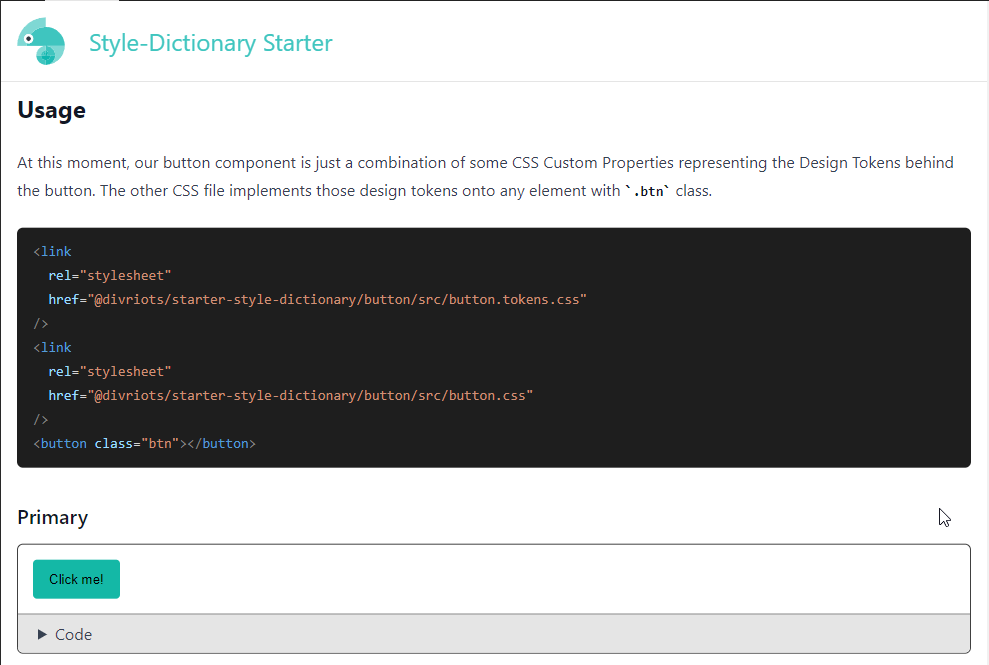 Style-Dictionary Starter
Usage
At this moment, our button component is just a combination of some CSS Custom Properties representing the Design Tokens behind
the button. The other CSS file implements those design tokens onto any element with `.btn` class.
<link
  rel="stylesheet"
  href="@divriots/starter-style-dictionary/button/src/button.tokens.css"
/>
<link
  rel="stylesheet"
  href="@divriots/starter-style-dictionary/button/src/button.css"
/>
<button class="btn"></button>
Primary
Click me!
Code